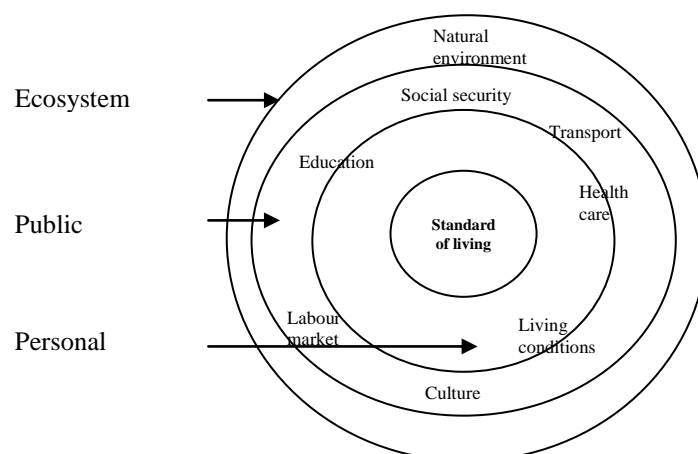 Natural
environment
Ecosystem
Social security
Transport
Education
Health
care
Public
Standard
of living
Labour
market
Living
conditions
Personal
Culture